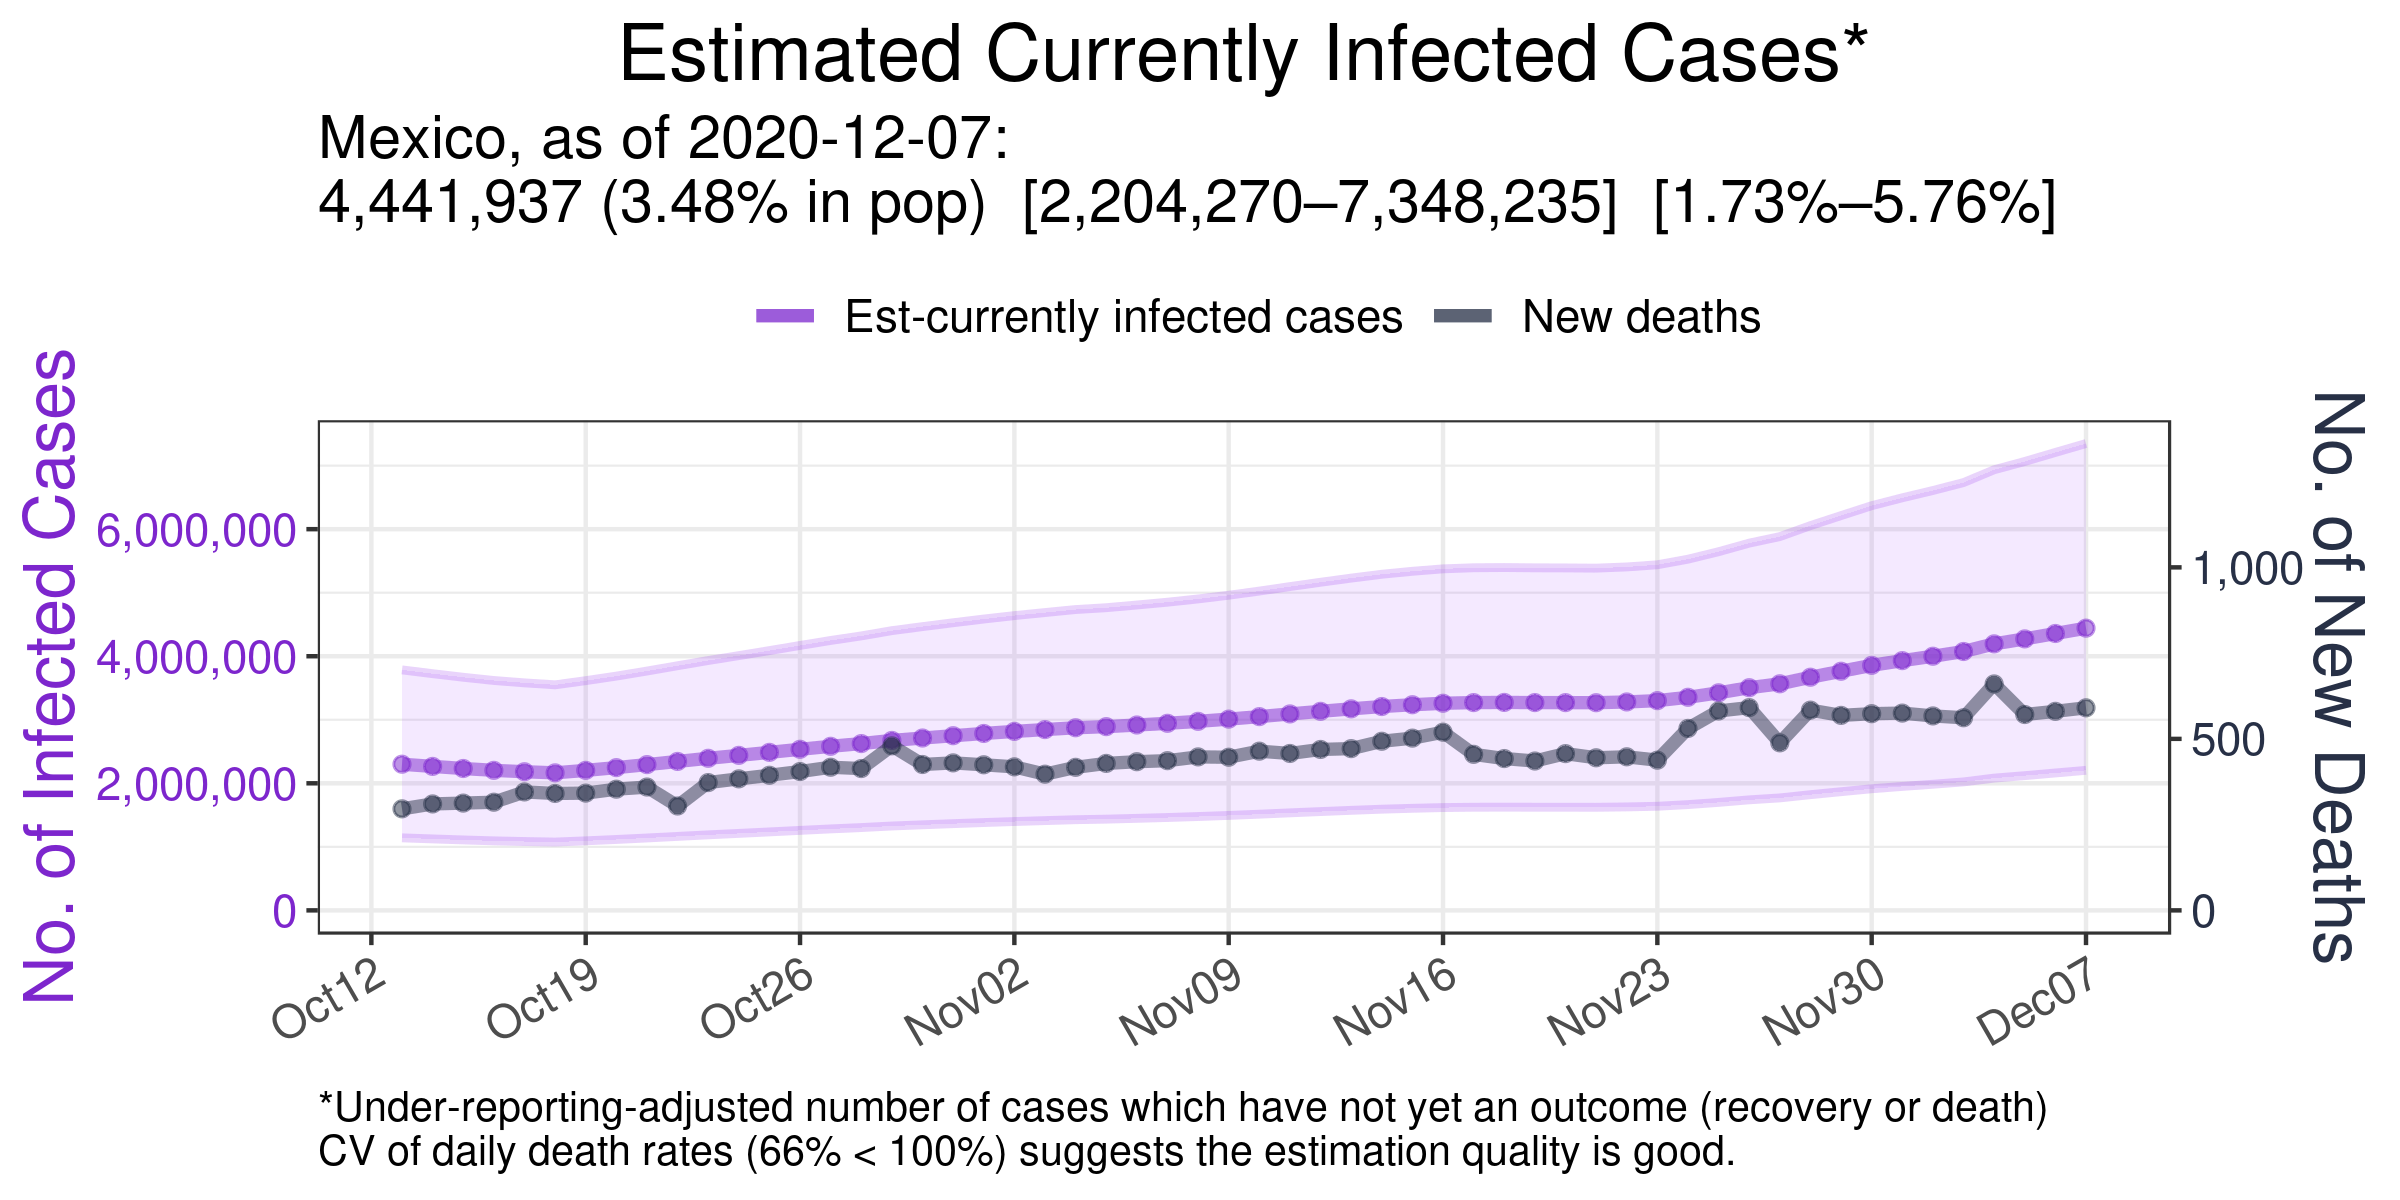 Estimated Currently Infected Cases*
Mexico, as of 2020-12-07:
4,441,937 (3.48% in pop)  [2,204,270–7,348,235]  [1.73%–5.76%]
Est-currently infected cases
New deaths
No. of Infected Cases
6,000,000
4,000,000
2,000,000
0
1,000
500
0
No. of New Deaths
Oct12
Oct19
Oct26
Nov02
Nov09
Nov16
Nov23
Nov30
Dec07
*Under-reporting-adjusted number of cases which have not yet an outcome (recovery or death)
CV of daily death rates (66% < 100%) suggests the estimation quality is good.